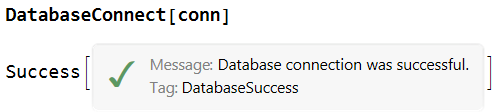 DatabaseConnect[conn]
Success[
Message: Database connection was successful.
Tag: DatabaseSuccess
]